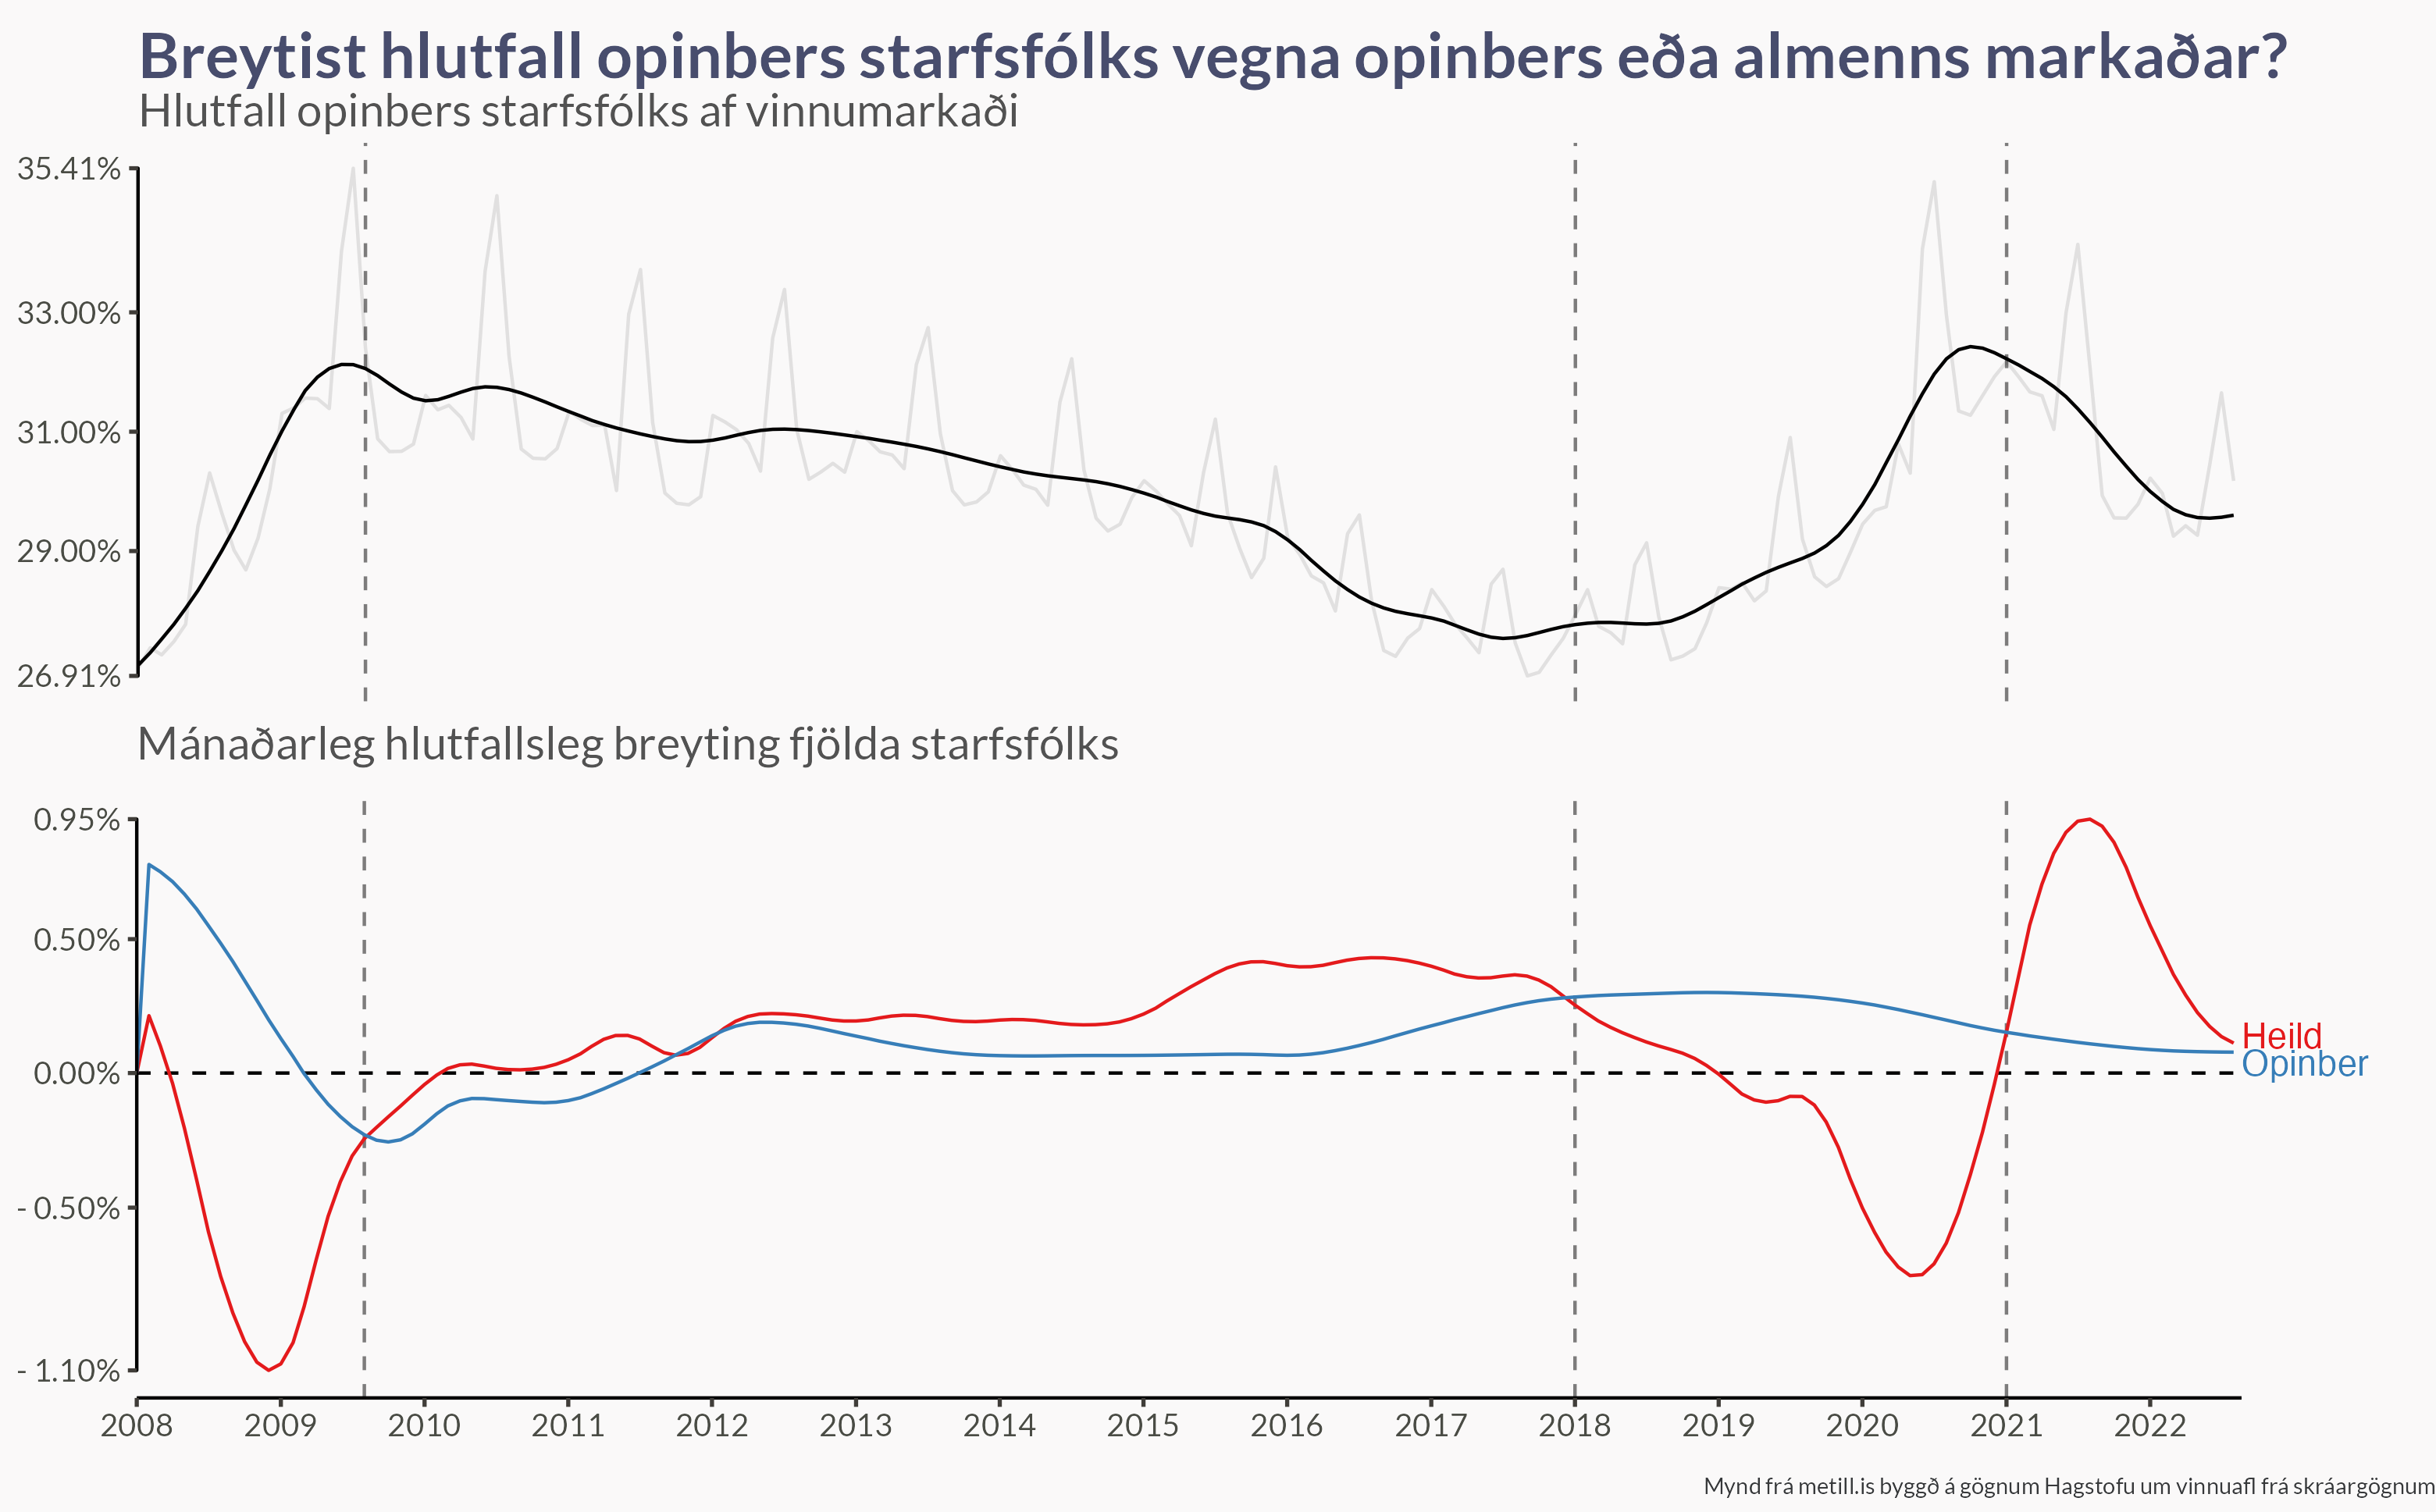 Breytist hlutfall opinbers starfsfólks vegna opinbers eða almenns markaðar?
Hlutfall opinbers starfsfólks af vinnumarkaði
35.41%
33.00%
31.00%
29.00%
26.91%
Mánaðarleg hlutfallsleg breyting fjölda starfsfólks
0.95%
0.50%
0.00%
- 0.50%
- 1.10%
Heild
Opinber
2008 2009 2010 2011 2012 2013 2014 2015 2016 2017 2018 2019 2020 2021 2022
Mynd frá metill.is byggð á gögnum Hagstofu um vinnuafl frá skráargögnum